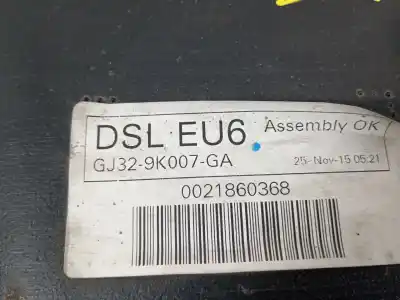 DSL EU6 Assembly OK
GJ32-9K007-GA 25-Nov-15 05:21
0021860368